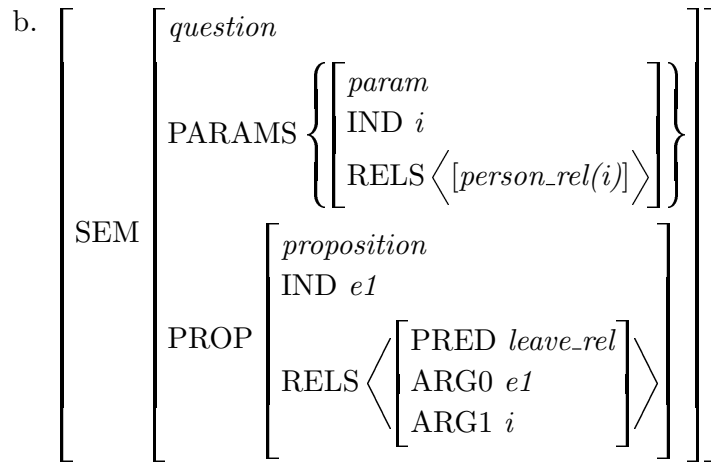 b.
question
param
PARAMS IND i
RELS ⟨[person_rel(i)]⟩
SEM
proposition
IND e1
PROP
PRED leave_rel
RELS ARG0 e1
ARG1 i